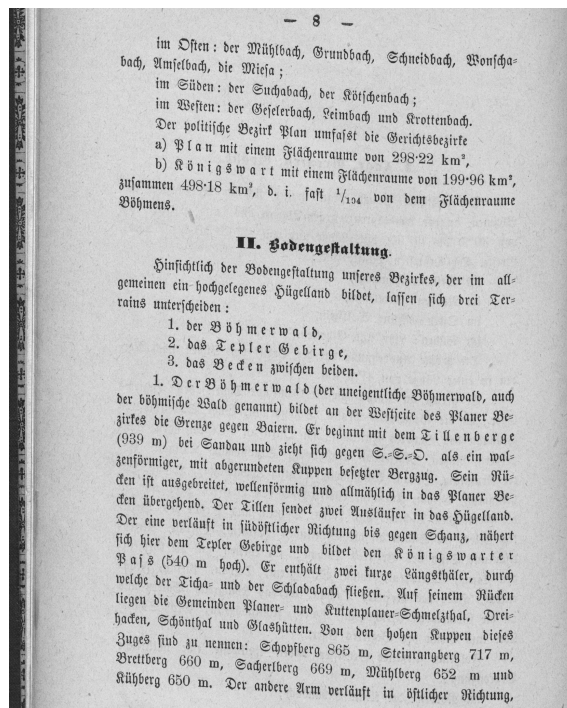 — 8 —
im Osten: der Mühlbach, Grundbach, Schneidbach, Wonscha-
bach, Amselbach, die Miesa;
im Süden: der Suchabach, der Kötschenbach;
im Westen: der Geselerbach, Leimbach und Krottenbach.
Der politische Bezirk Plan umfasst die Gerichtsbezirke
a) Plan mit einem Flächenraume von 298·22 km²,
b) Königswart mit einem Flächenraume von 199·96 km²,
zusammen 498·18 km², d. i. fast 1/104 von dem Flächenraume
Böhmens.
II. Bodengestaltung.
Hinsichtlich der Bodengestaltung unseres Bezirkes, der im all-
gemeinen ein hochgelegenes Hügelland bildet, lassen sich drei Ter-
rains unterscheiden:
1. der Böhmerwald,
2. das Tepler Gebirge,
3. das Becken zwischen beiden.
1. Der Böhmerwald (der uneigentliche Böhmerwald, auch
der böhmische Wald genannt) bildet an der Westseite des Planer Be-
zirkes die Grenze gegen Baiern. Er beginnt mit dem Tillenberge
(939 m) bei Sandau und zieht sich gegen S.-S.-O. als ein wal-
zenförmiger, mit abgerundeten Kuppen besetzter Bergzug. Sein Rü-
cken ist ausgebreitet, wellenförmig und allmählich in das Planer Be-
cken übergehend. Der Tillen sendet zwei Ausläufer in das Hügelland.
Der eine verläuft in südöstlicher Richtung bis gegen Schanz, nähert
sich hier dem Tepler Gebirge und bildet den Königswarter
Pass (540 m hoch). Er enthält zwei kurze Längsthäler, durch
welche der Ticha- und der Schladabach fließen. Auf seinem Rücken
liegen die Gemeinden Planer- und Kuttenplaner-Schmelzthal, Drei-
hacken, Schönthal und Glashütten. Von den hohen Kuppen dieses
Zuges sind zu nennen: Schopfberg 865 m, Steinrangberg 717 m,
Brettberg 660 m, Sacherlberg 669 m, Mühlberg 652 m und
Kühberg 650 m. Der andere Arm verläuft in östlicher Richtung,